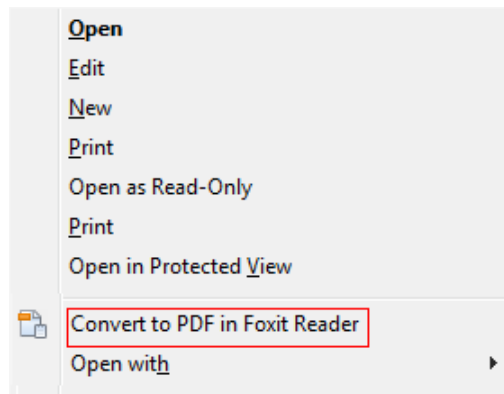 Open
Edit
New
Print
Open as Read-Only
Print
Open in Protected View
Convert to PDF in Foxit Reader
Open with